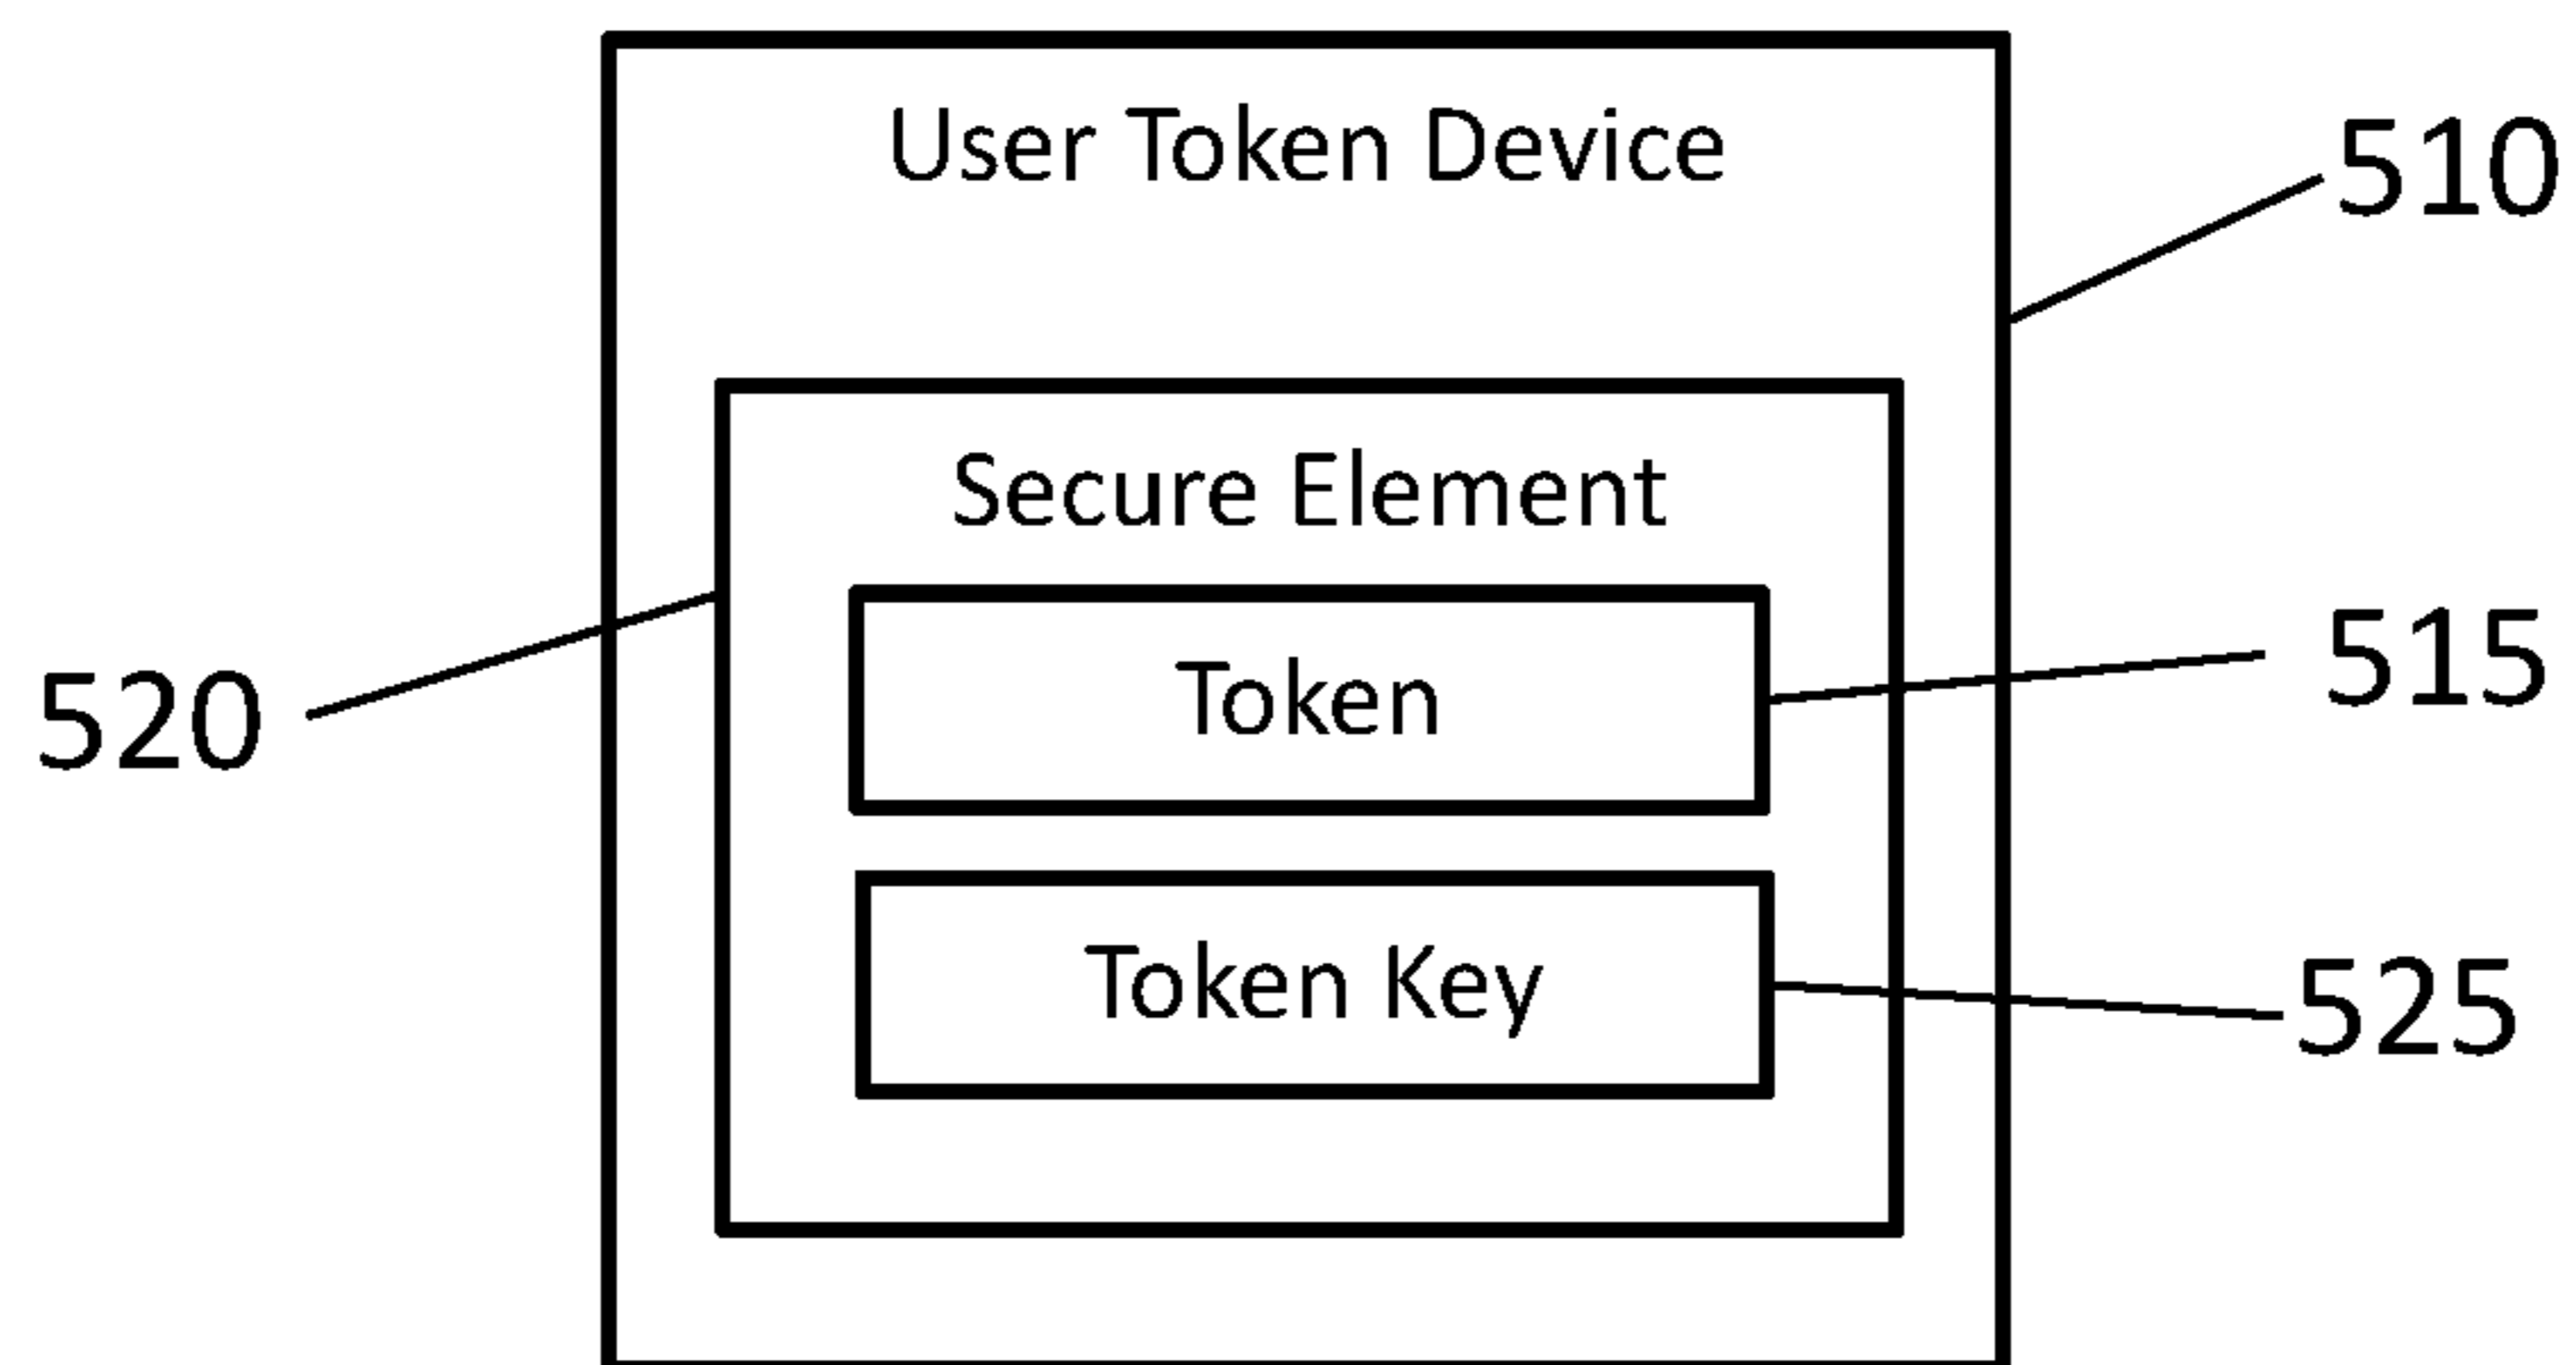 User Token Device
510
Secure Element
Token
515
520
Token Key
525